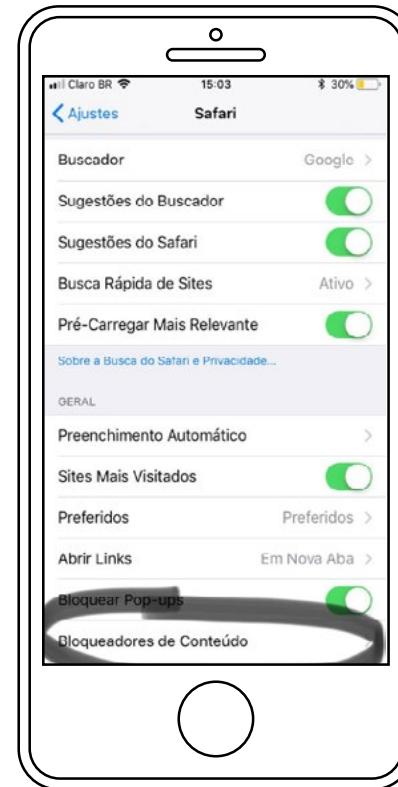 Claro BR 15:03 30%
Ajustes Safari
Buscador Google
Sugestões do Buscador
Sugestões do Safari
Busca Rápida de Sites Ativo
Pré-Carregar Mais Relevante
Sobre a Busca do Safari e Privacidade...
GERAL
Preenchimento Automático
Sites Mais Visitados
Preferidos Preferidos
Abrir Links Em Nova Aba
Bloquear Pop-ups
Bloqueadores de Conteúdo